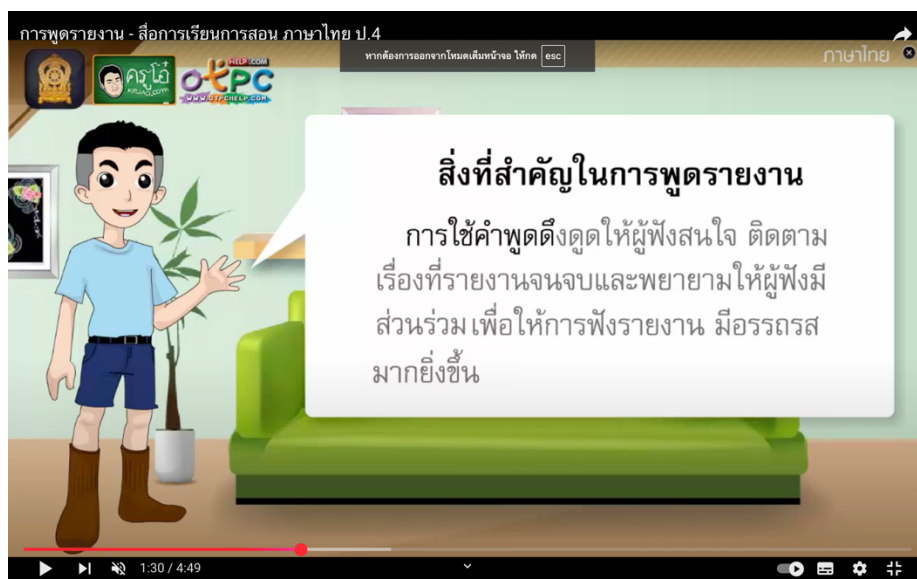 การพูดรายงาน - สื่อการเรียนการสอน ภาษาไทย ป.4
หากต้องการออกจากโหมดเต็มหน้าจอ ให้กด esc
ภาษาไทย
ครูโอ๋
KRUAO.com
HELP.COM
OTPC
WWW.OTPCHELP.COM
สิ่งที่สำคัญในการพูดรายงาน
การใช้คำพูดดึงดูดให้ผู้ฟังสนใจ ติดตาม
เรื่องที่รายงานจนจบและพยายามให้ผู้ฟังมี
ส่วนร่วม เพื่อให้การฟังรายงาน มีอรรถรส
มากยิ่งขึ้น
1:30 / 4:49